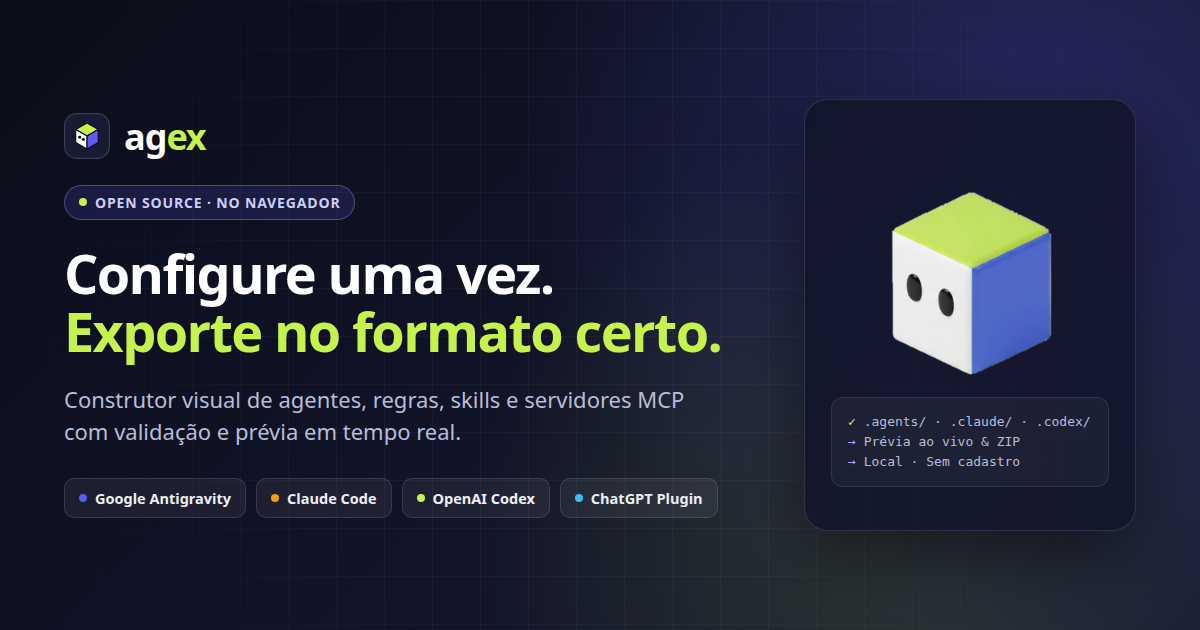 agex
OPEN SOURCE · NO NAVEGADOR
Configure uma vez.
Exporte no formato certo.
Construtor visual de agentes, regras, skills e servidores MCP
com validação e prévia em tempo real.
Google Antigravity
Claude Code
OpenAI Codex
ChatGPT Plugin
✓ .agents/ · .claude/ · .codex/
→ Prévia ao vivo & ZIP
→ Local · Sem cadastro